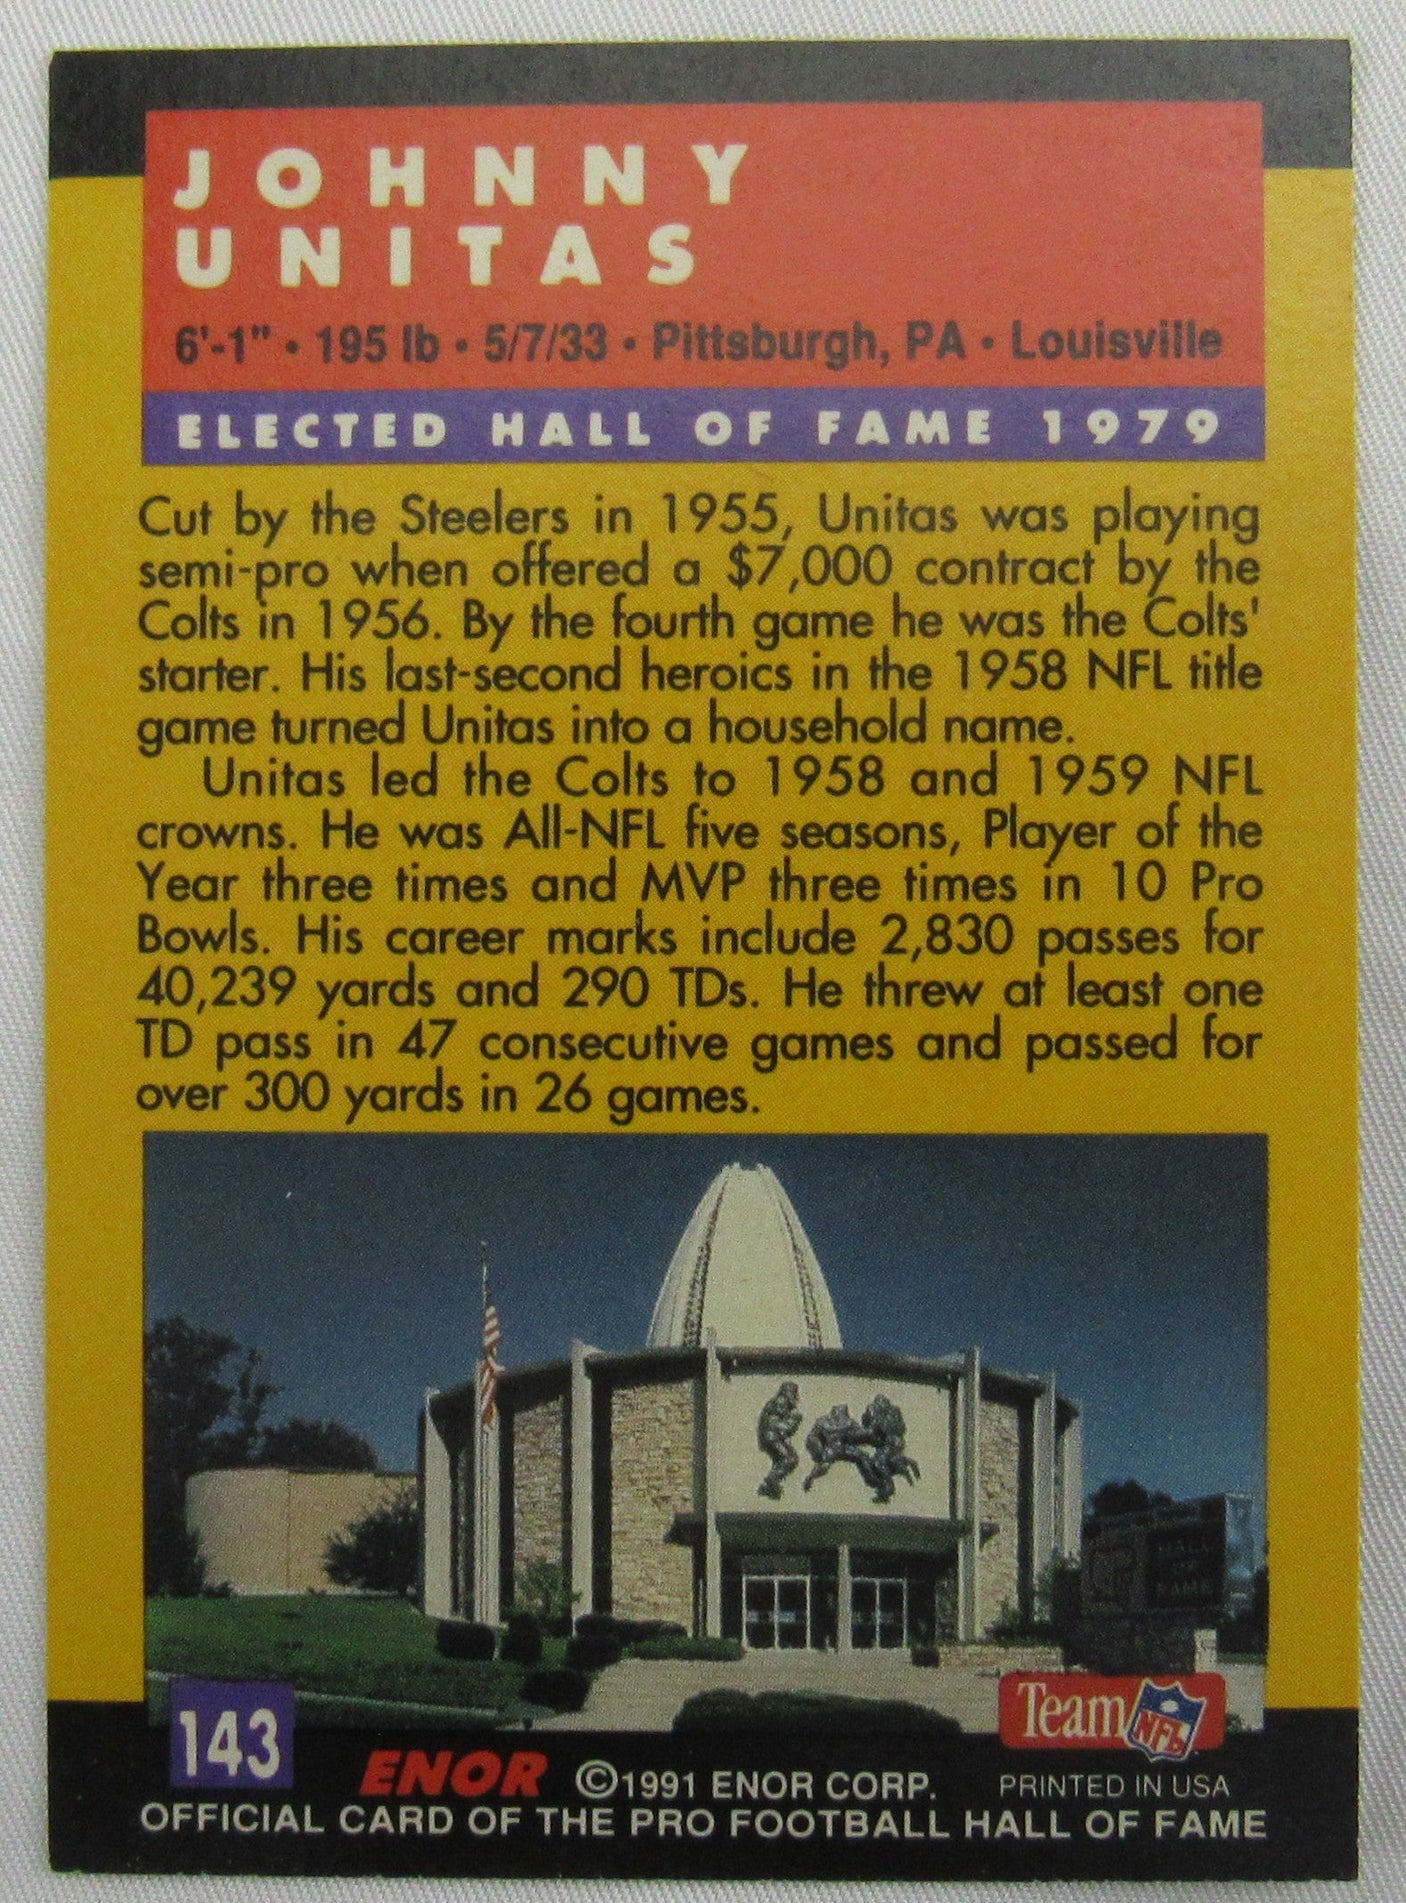 JOHNNY
UNITAS
6'-1" • 195 lb • 5/7/33 • Pittsburgh, PA • Louisville
ELECTED HALL OF FAME 1979
Cut by the Steelers in 1955, Unitas was playing
semi-pro when offered a $7,000 contract by the
Colts in 1956. By the fourth game he was the Colts'
starter. His last-second heroics in the 1958 NFL title
game turned Unitas into a household name.
Unitas led the Colts to 1958 and 1959 NFL
crowns. He was All-NFL five seasons, Player of the
Year three times and MVP three times in 10 Pro
Bowls. His career marks include 2,830 passes for
40,239 yards and 290 TDs. He threw at least one
TD pass in 47 consecutive games and passed for
over 300 yards in 26 games.
HALL
OF
FAME
Team NFL
143
ENOR ©1991 ENOR CORP. PRINTED IN USA
OFFICIAL CARD OF THE PRO FOOTBALL HALL OF FAME